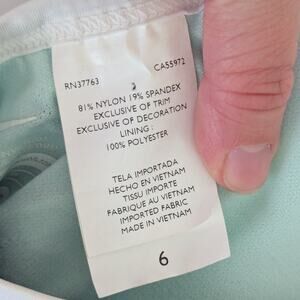 RN37763 CA55972
81% NYLON 19% SPANDEX
EXCLUSIVE OF TRIM
EXCLUSIVE OF DECORATION
LINING :
100% POLYESTER
TELA IMPORTADA
HECHO EN VIETNAM
TISSU IMPORTE
FABRIQUE AU VIETNAM
IMPORTED FABRIC
MADE IN VIETNAM
6